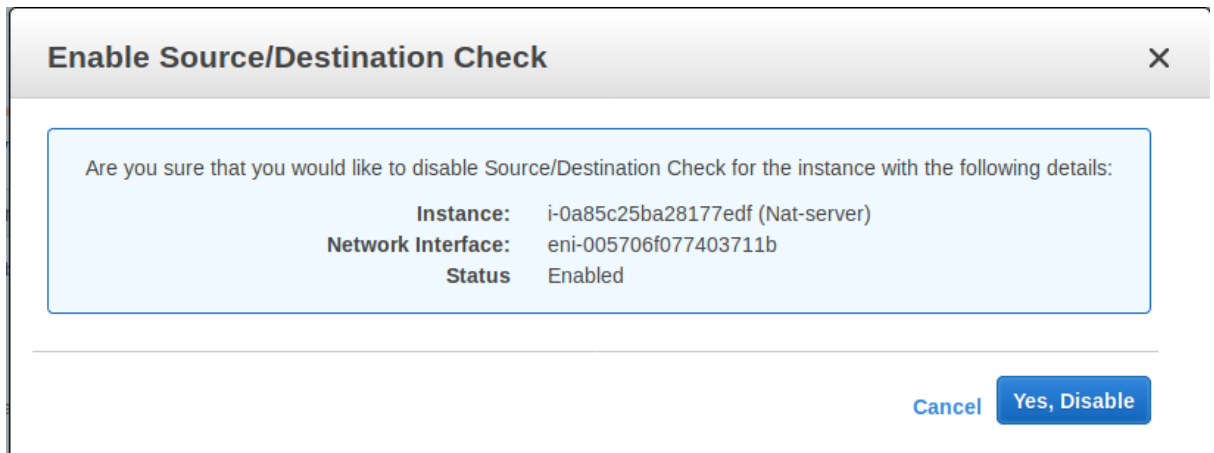 Enable Source/Destination Check
Are you sure that you would like to disable Source/Destination Check for the instance with the following details:
Instance: i-0a85c25ba28177edf (Nat-server)
Network Interface: eni-005706f077403711b
Status Enabled
Cancel Yes, Disable